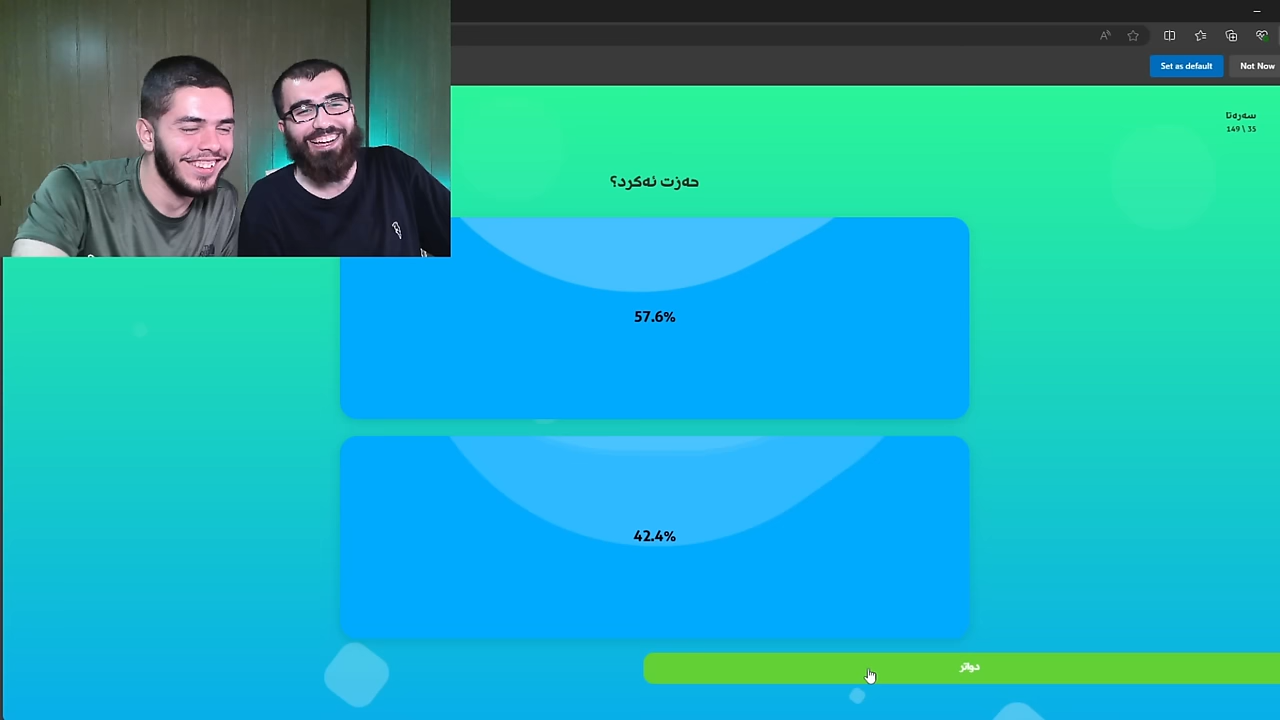 Set as default
Not Now
سەرەتا
149 \ 35
حەزت ئەکرد؟
57.6%
42.4%
دواتر